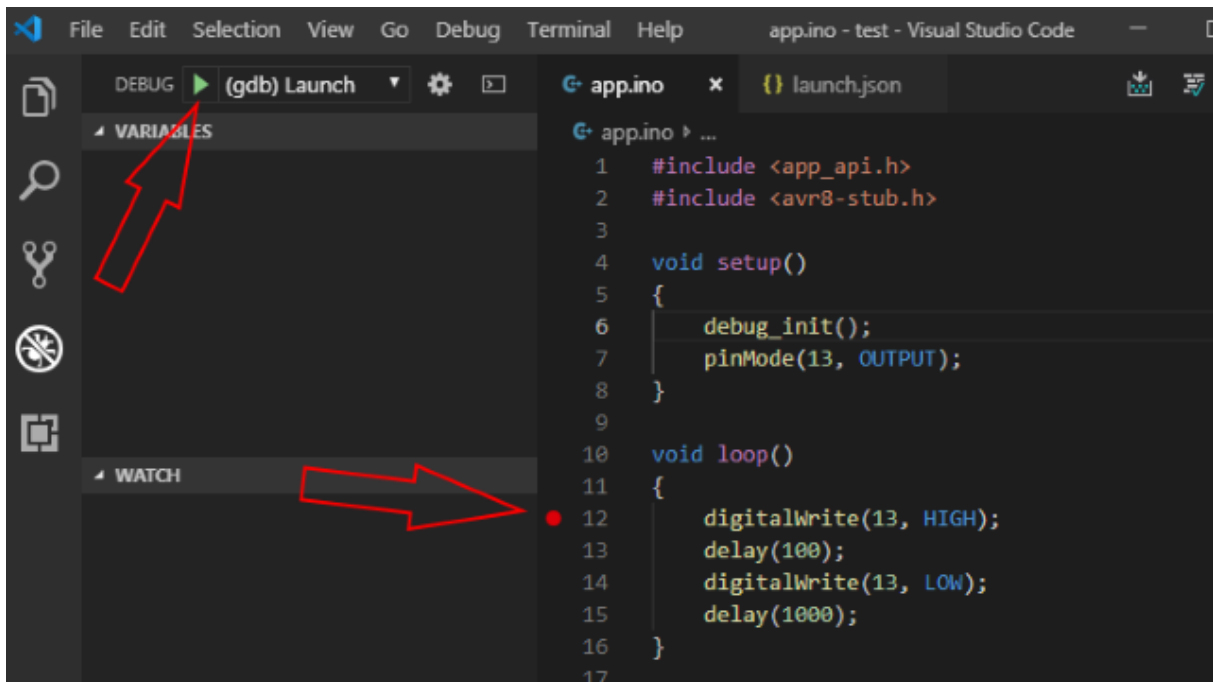 File Edit Selection View Go Debug Terminal Help app.ino - test - Visual Studio Code
DEBUG (gdb) Launch
VARIABLES
WATCH
app.ino × {} launch.json
app.ino ...
1 #include <app_api.h>
2 #include <avr8-stub.h>
3
4 void setup()
5 {
6 debug_init();
7 pinMode(13, OUTPUT);
8 }
9
10 void loop()
11 {
12 digitalWrite(13, HIGH);
13 delay(100);
14 digitalWrite(13, LOW);
15 delay(1000);
16 }
17